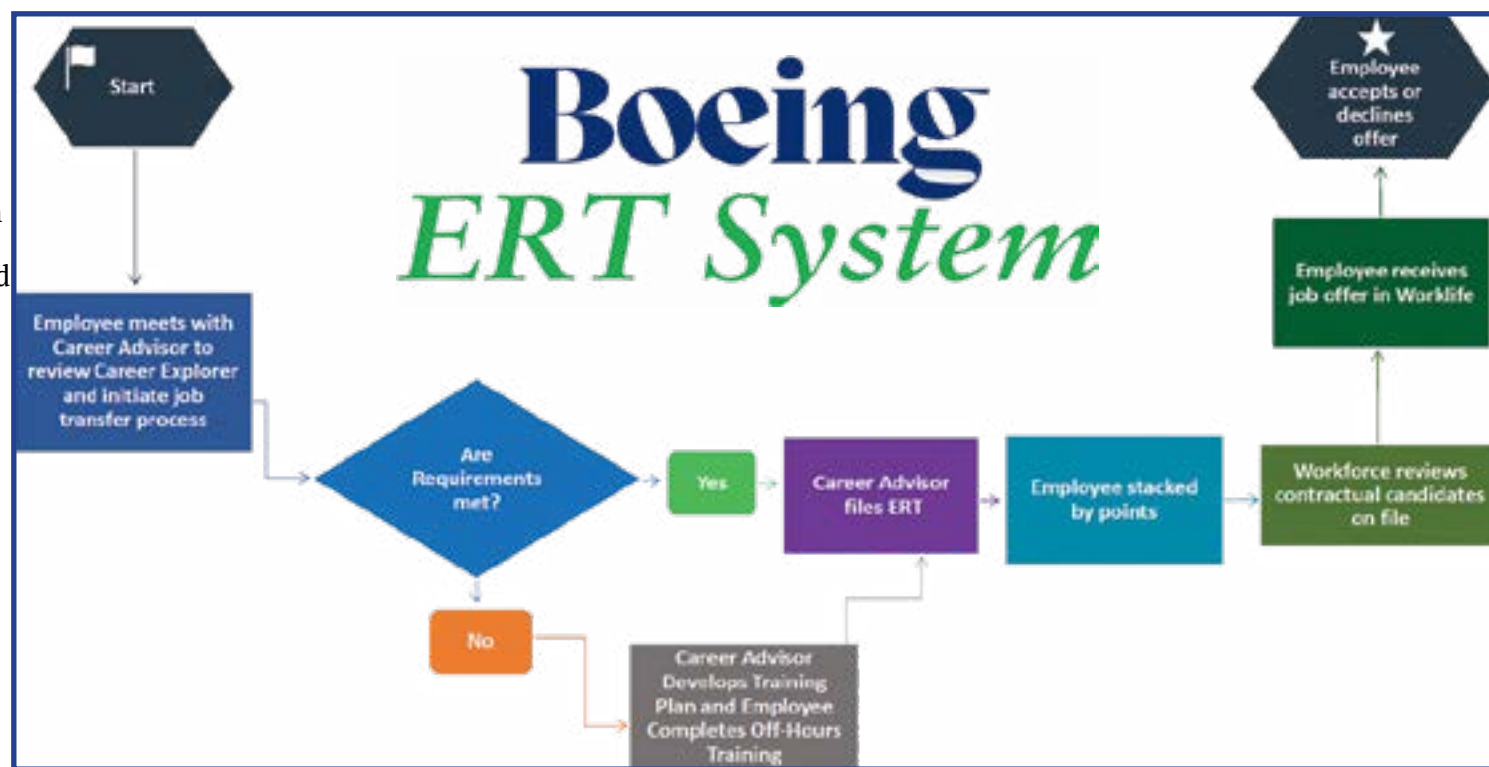 Start
Boeing
ERT System
Employee meets with
Career Advisor to
review Career Explorer
and initiate job
transfer process
Are
Requirements
met?
Yes
No
Career Advisor
Develops Training
Plan and Employee
Completes Off-Hours
Training
Career Advisor
files ERT
Employee stacked
by points
Workforce reviews
contractual candidates
on file
Employee receives
job offer in Worklife
Employee
accepts or
declines
offer